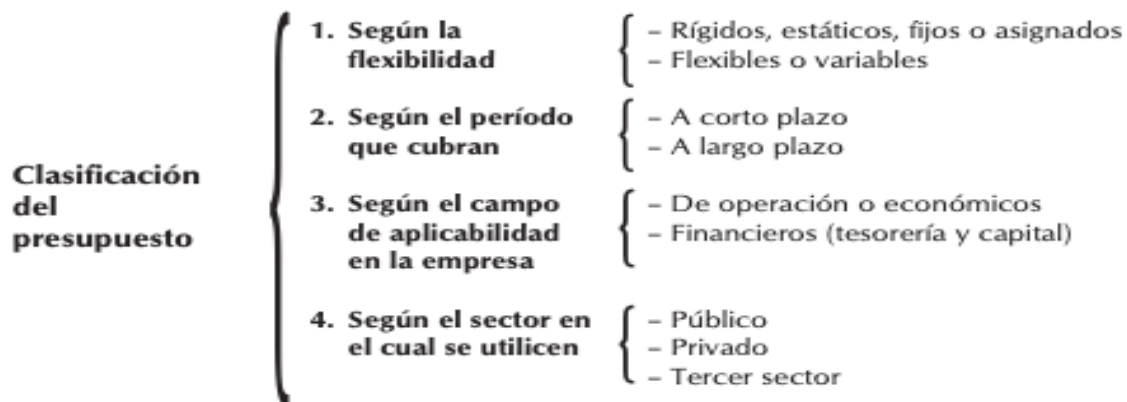 Clasificación
del
presupuesto
1. Según la
flexibilidad
– Rígidos, estáticos, fijos o asignados
– Flexibles o variables
2. Según el período
que cubran
– A corto plazo
– A largo plazo
3. Según el campo
de aplicabilidad
en la empresa
– De operación o económicos
– Financieros (tesorería y capital)
4. Según el sector en
el cual se utilicen
– Público
– Privado
– Tercer sector